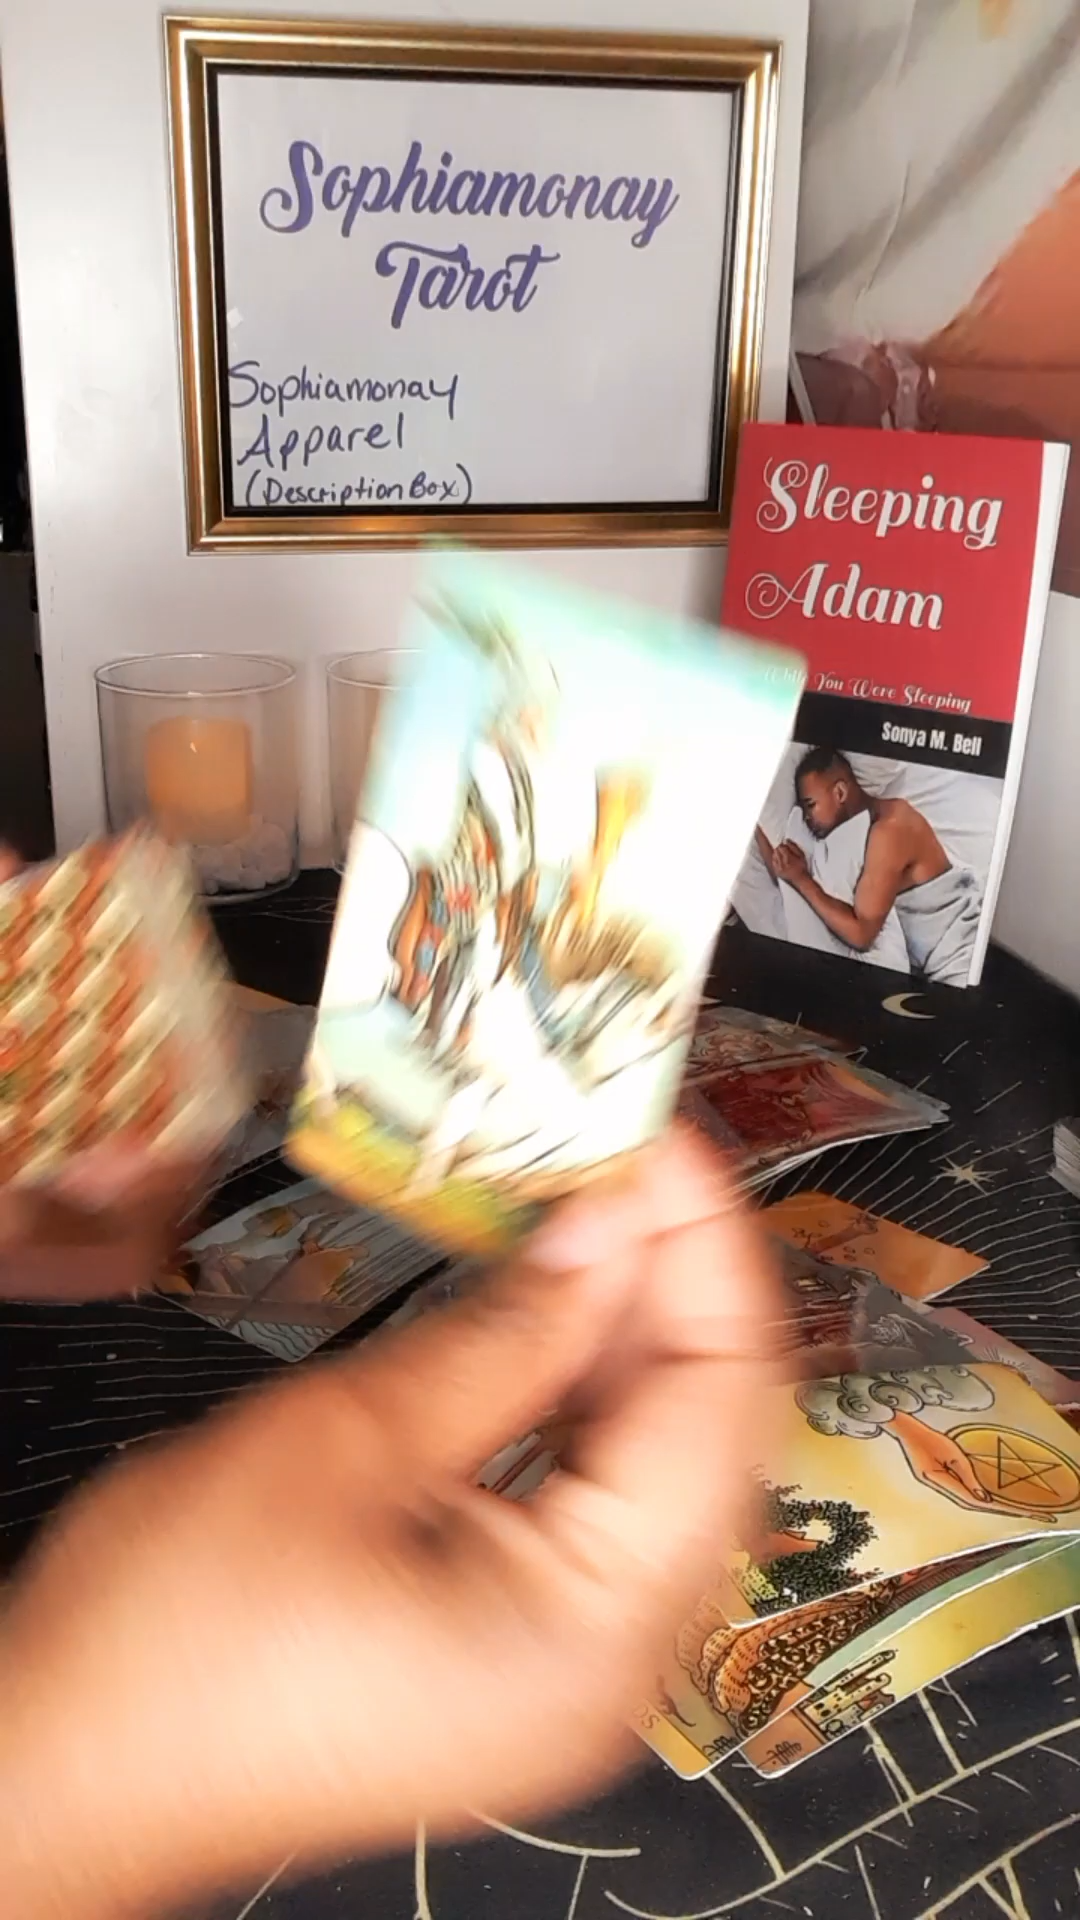 Sophiamonay
Tarot
Sophiamonay
Apparel
(Description Box)
Sleeping
Adam
While You Were Sleeping
Sonya M. Bell